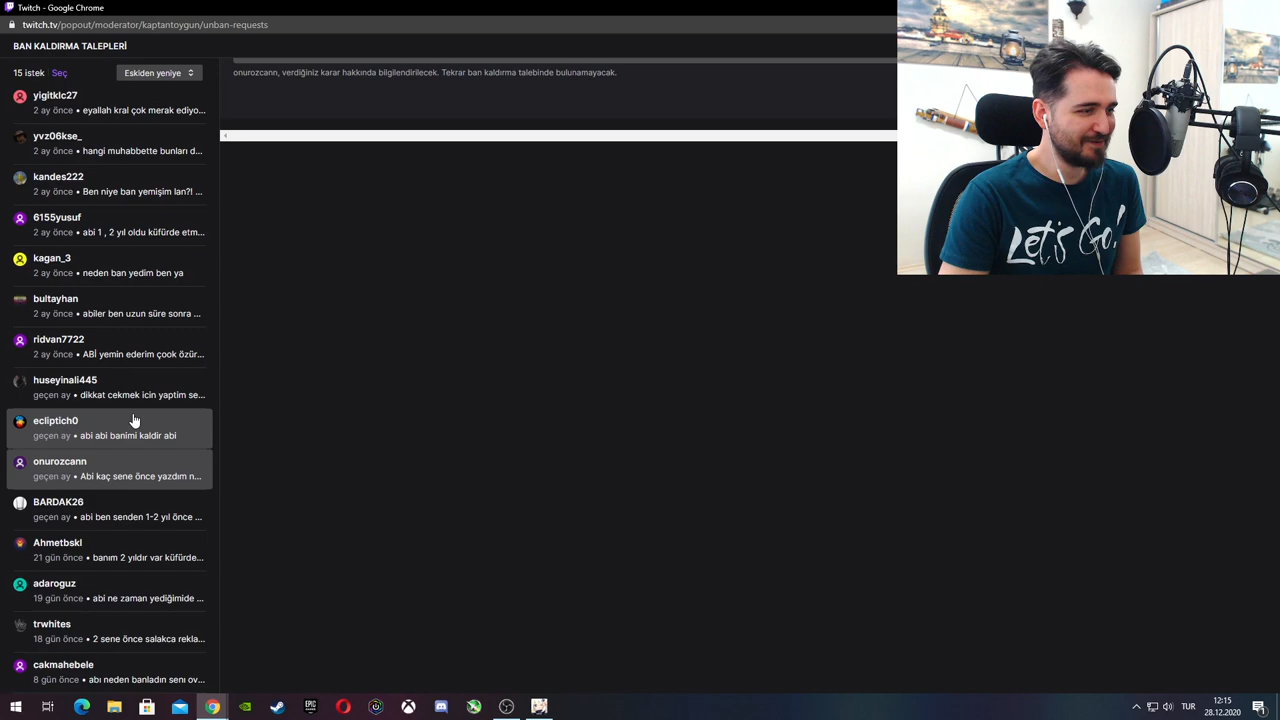 Twitch - Google Chrome
twitch.tv/popout/moderator/kaptantoygun/unban-requests
BAN KALDIRMA TALEPLERİ
15 istek Seç Eskiden yeniye
onurozcann, verdiğiniz karar hakkında bilgilendirilecek. Tekrar ban kaldırma talebinde bulunamayacak.
yigitklc27
2 ay önce • eyallah kral çok merak ediyo...
yvz06kse_
2 ay önce • hangi muhabbette bunları d...
kandes222
2 ay önce • Ben niye ban yemişim lan?! ...
6155yusuf
2 ay önce • abi 1 , 2 yıl oldu küfürde etm...
kagan_3
2 ay önce • neden ban yedim ben ya
bultayhan
2 ay önce • abiler ben uzun süre sonra ...
ridvan7722
2 ay önce • ABİ yemin ederim çook özür...
huseyinali445
geçen ay • dikkat cekmek icin yaptim se...
ecliptich0
geçen ay • abi abi banimi kaldir abi
onurozcann
geçen ay • Abi kaç sene önce yazdım n...
BARDAK26
geçen ay • abi ben senden 1-2 yıl önce ...
Ahmetbskl
21 gün önce • banım 2 yıldır var küfürde...
adaroguz
19 gün önce • abi ne zaman yediğimide ...
trwhites
18 gün önce • 2 sene önce salakca rekla...
cakmahebele
8 gün önce • abı neden banladın senı ov...
Let's Go!
EPIC GAMES
TUR
12:15
28.12.2020
1